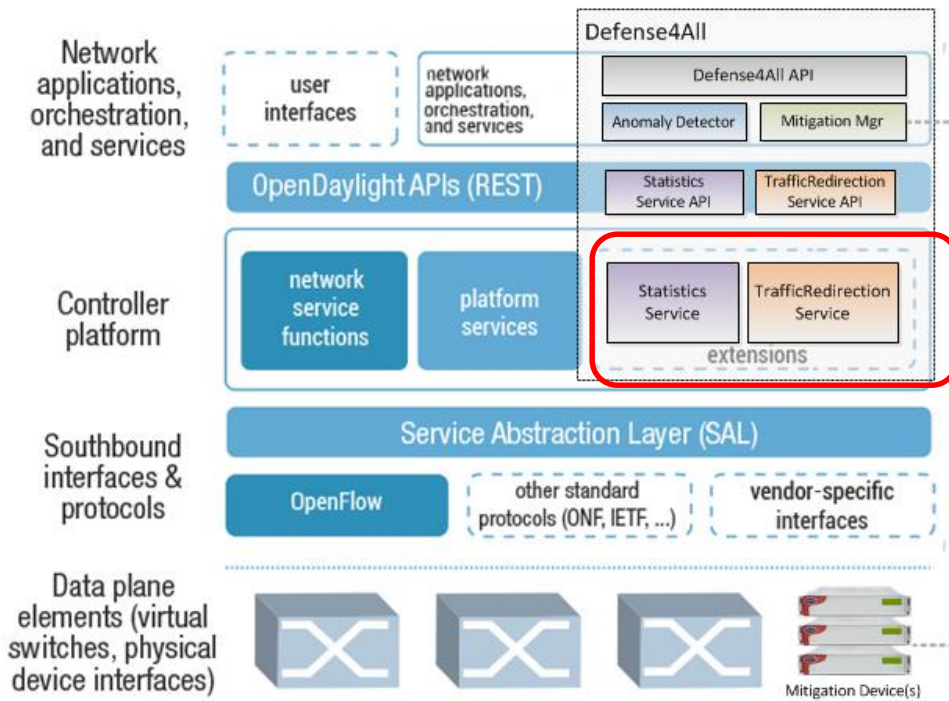 Defense4All
Network
applications,
orchestration,
and services
user
interfaces
network
applications,
orchestration,
and services
Defense4All API
Anomaly Detector
Mitigation Mgr
OpenDaylight APIs (REST)
Statistics
Service API
TrafficRedirection
Service API
Controller
platform
network
service
functions
platform
services
Statistics
Service
TrafficRedirection
Service
extensions
Southbound
interfaces &
protocols
Service Abstraction Layer (SAL)
OpenFlow
other standard
protocols (ONF, IETF, ...)
vendor-specific
interfaces
Data plane
elements (virtual
switches, physical
device interfaces)
Mitigation Device(s)